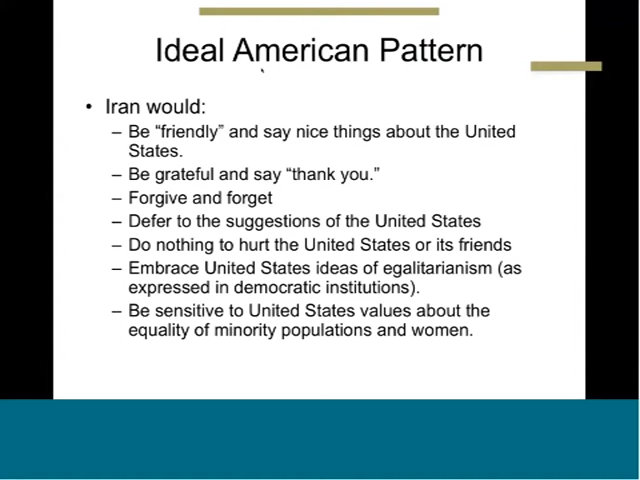 Ideal American Pattern
• Iran would:
– Be “friendly” and say nice things about the United
States.
– Be grateful and say “thank you.”
– Forgive and forget
– Defer to the suggestions of the United States
– Do nothing to hurt the United States or its friends
– Embrace United States ideas of egalitarianism (as
expressed in democratic institutions).
– Be sensitive to United States values about the
equality of minority populations and women.